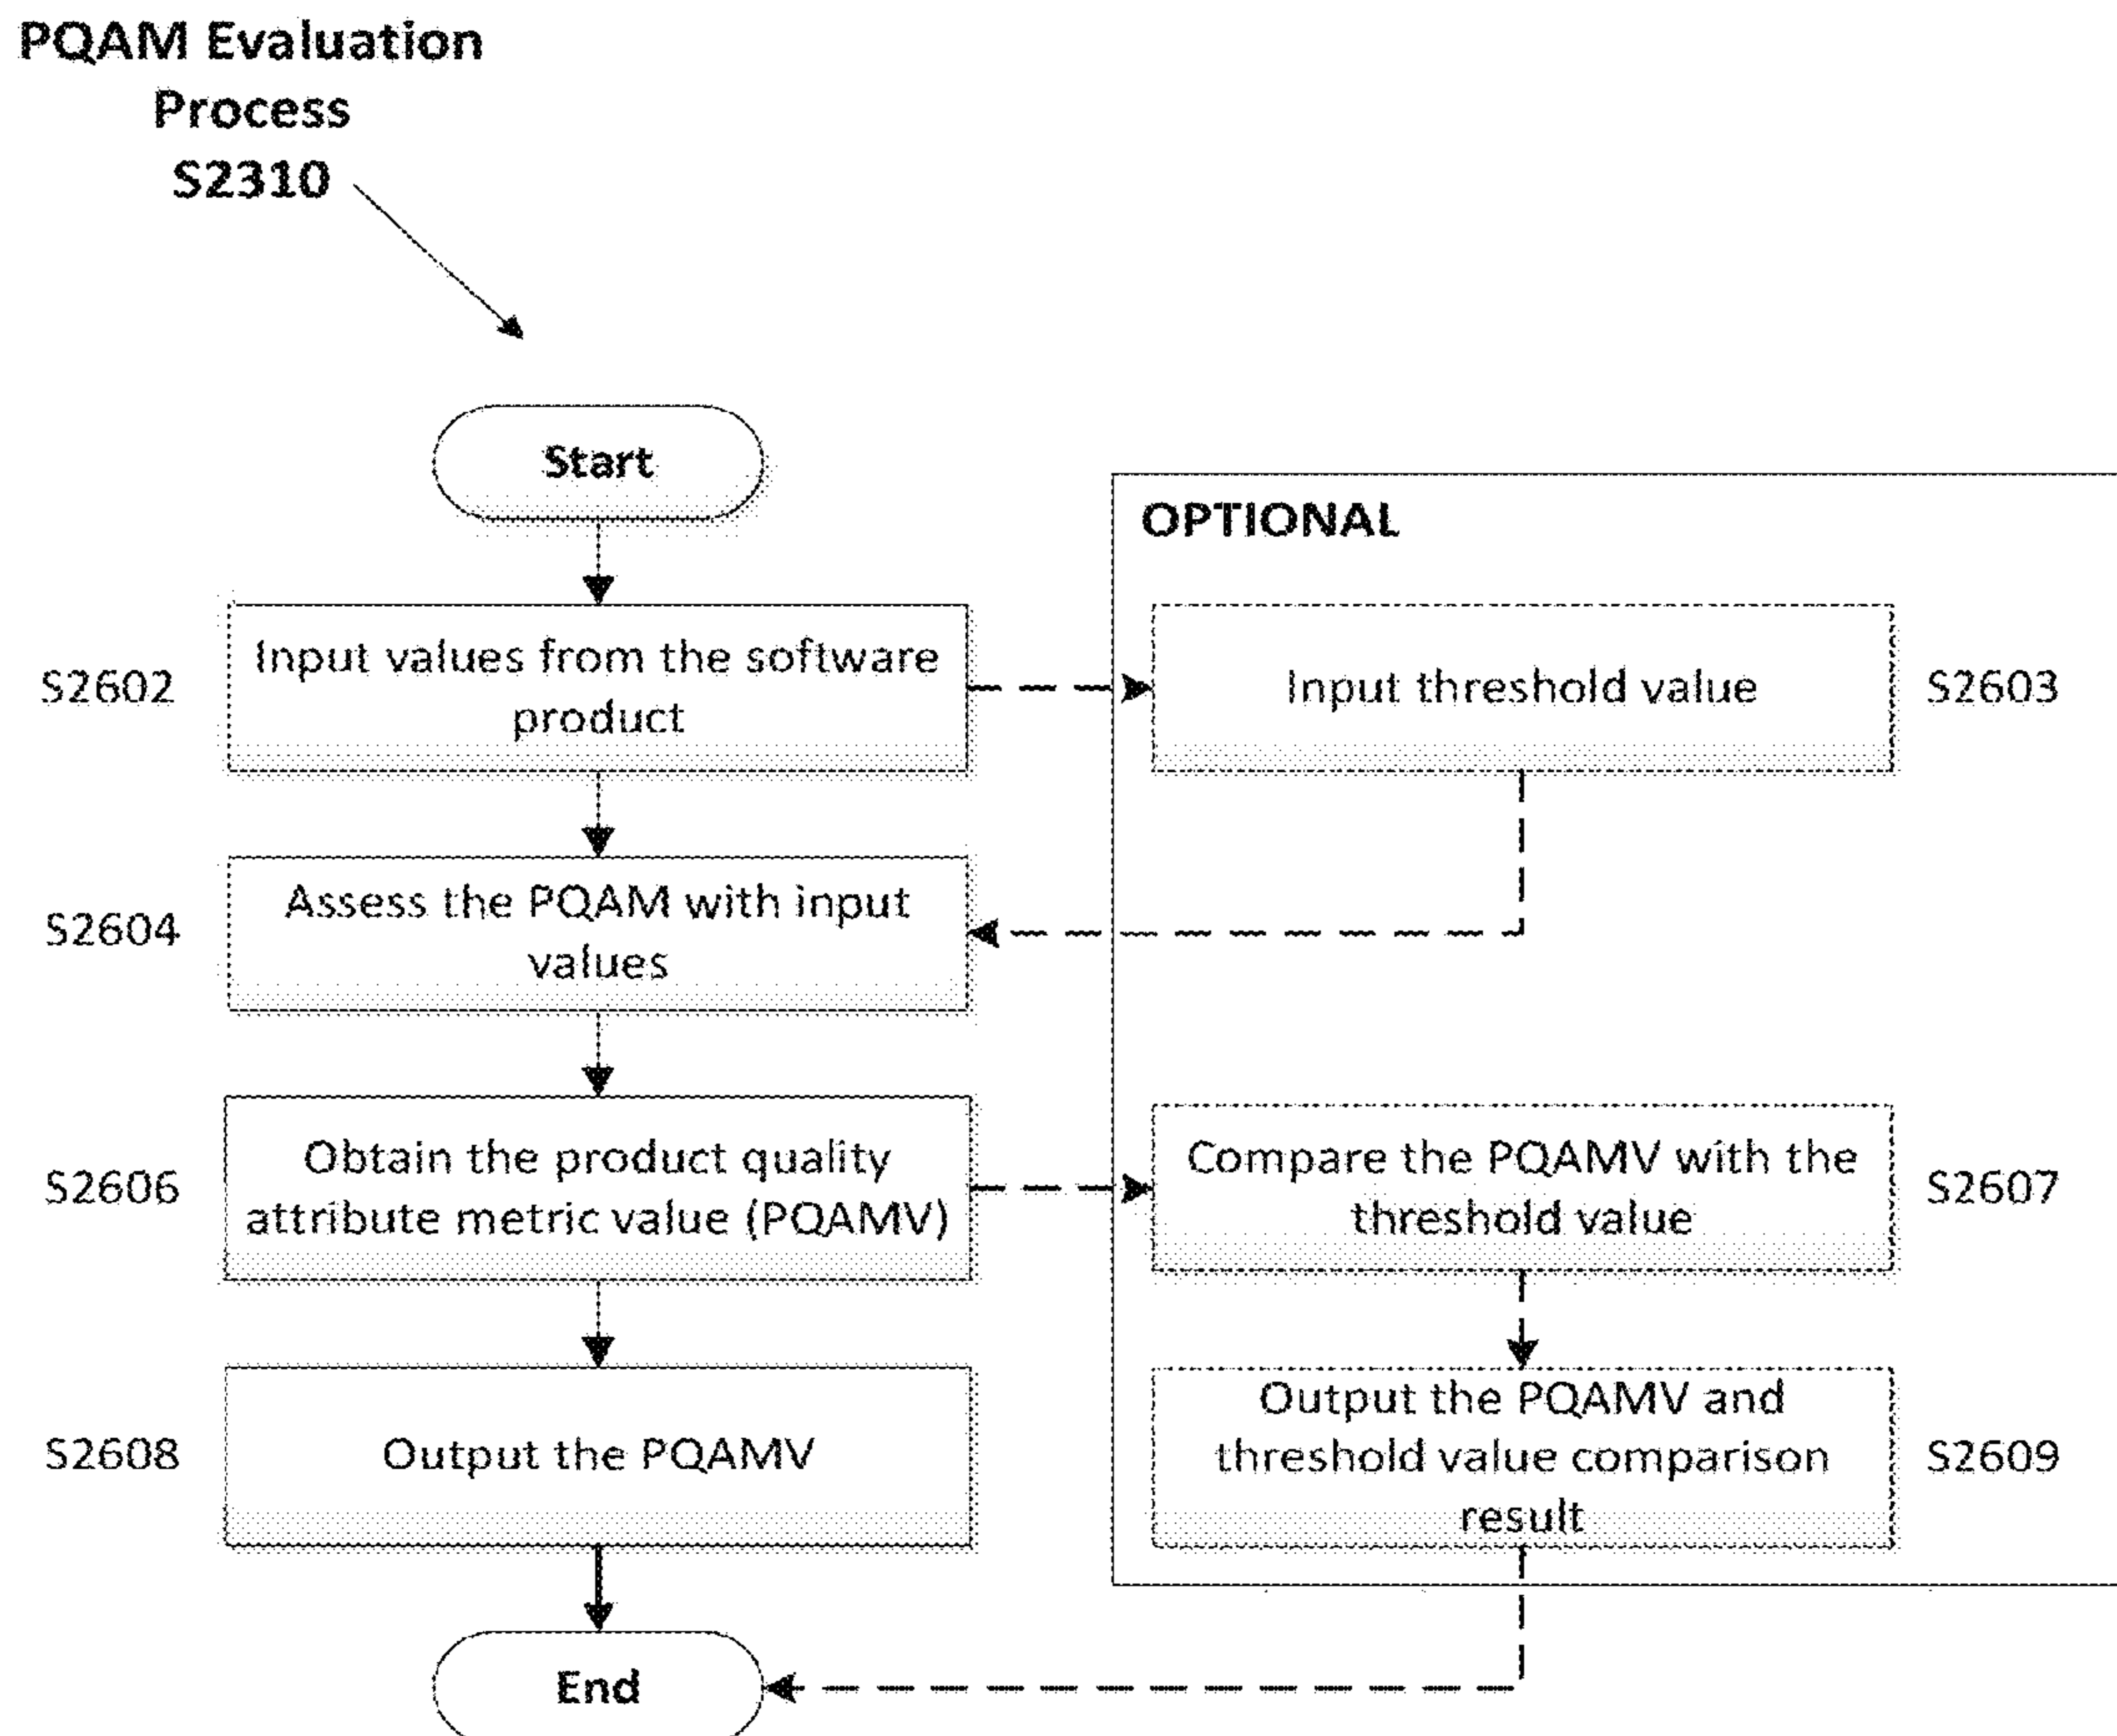 PQAM Evaluation
Process
S2310
Start
OPTIONAL
S2602
Input values from the software
product
Input threshold value
S2603
S2604
Assess the PQAM with input
values
S2606
Obtain the product quality
attribute metric value (PQAMV)
Compare the PQAMV with the
threshold value
S2607
S2608
Output the PQAMV
Output the PQAMV and
threshold value comparison
result
S2609
End